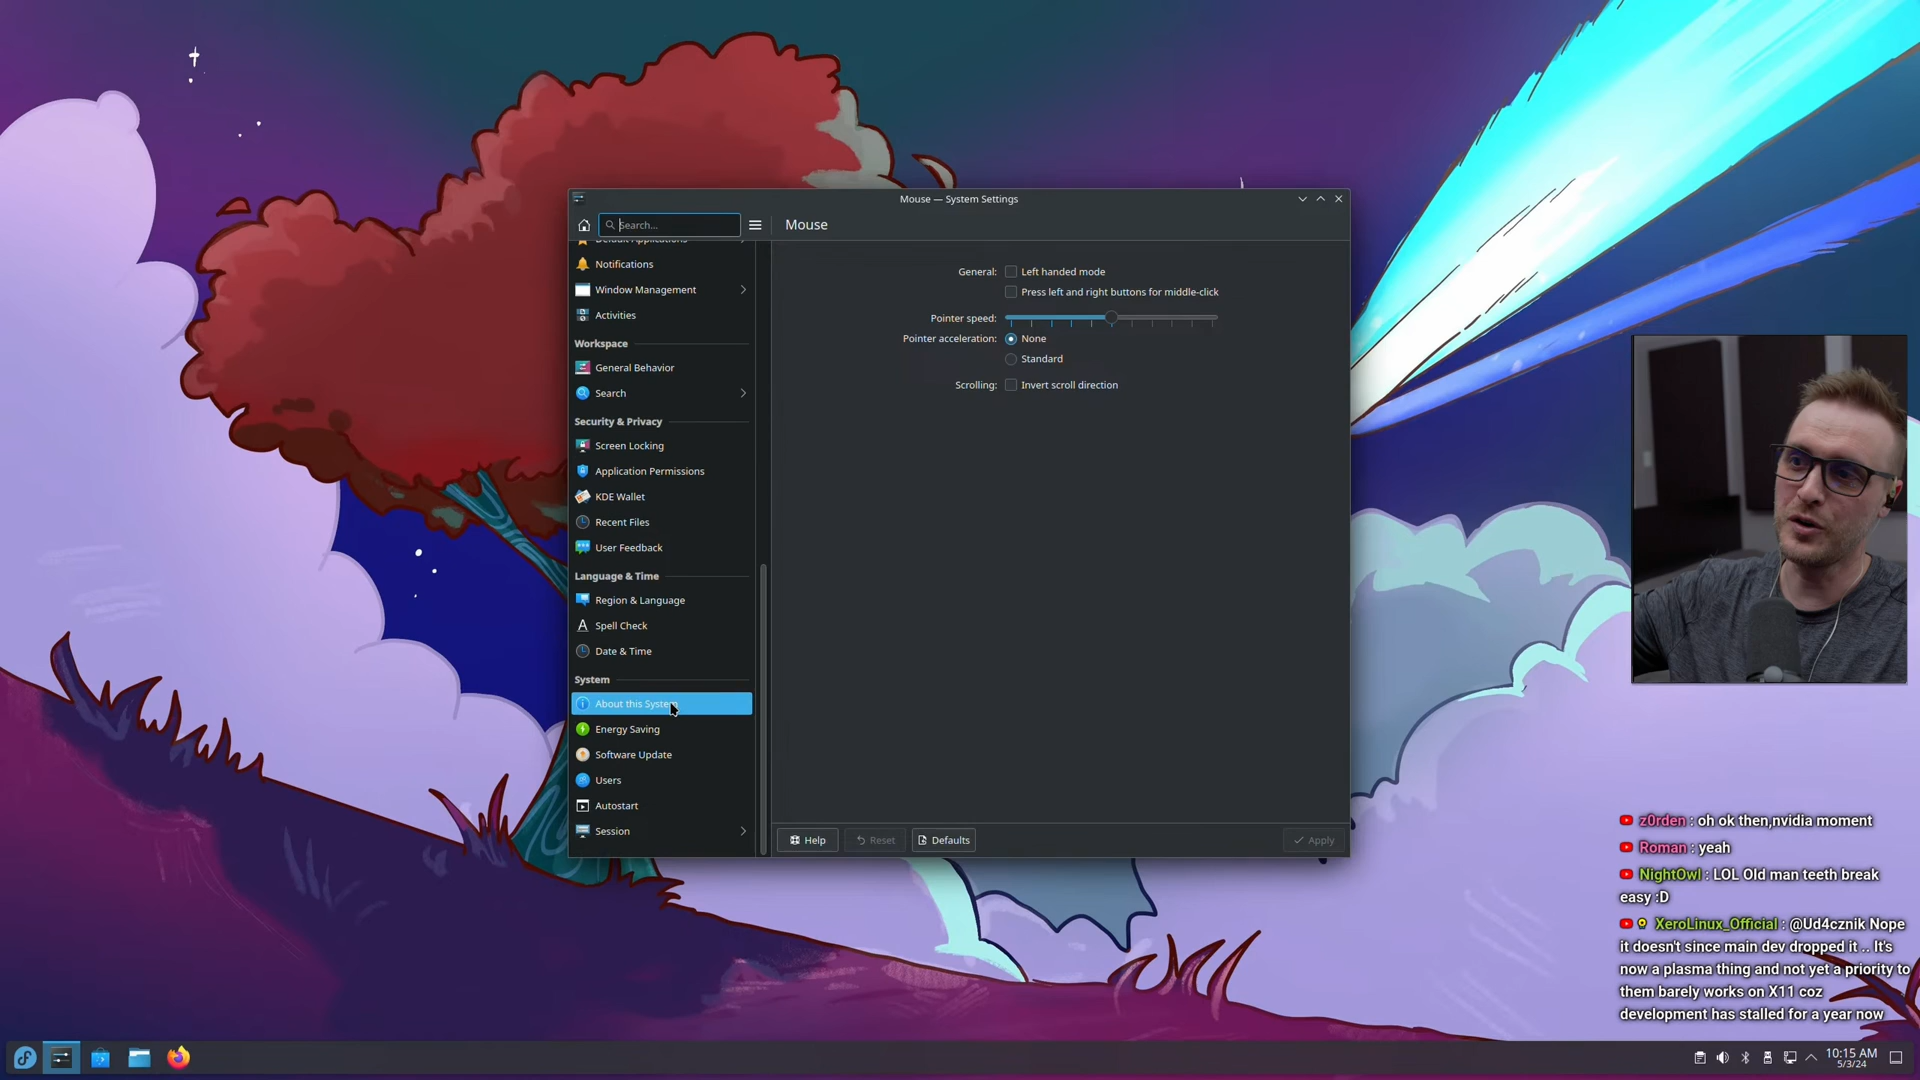 Mouse — System Settings
Search...
Mouse
Default Applications
Notifications
Window Management
Activities
Workspace
General Behavior
Search
Security & Privacy
Screen Locking
Application Permissions
KDE Wallet
Recent Files
User Feedback
Language & Time
Region & Language
Spell Check
Date & Time
System
About this System
Energy Saving
Software Update
Users
Autostart
Session
General: Left handed mode
Press left and right buttons for middle-click
Pointer speed:
Pointer acceleration: None
Standard
Scrolling: Invert scroll direction
Help Reset Defaults Apply
z0rden : oh ok then,nvidia moment
Roman : yeah
NightOwl : LOL Old man teeth break
easy :D
XeroLinux_Official : @Ud4cznik Nope
it doesn't since main dev dropped it .. It's
now a plasma thing and not yet a priority to
them barely works on X11 coz
development has stalled for a year now
10:15 AM
5/3/24